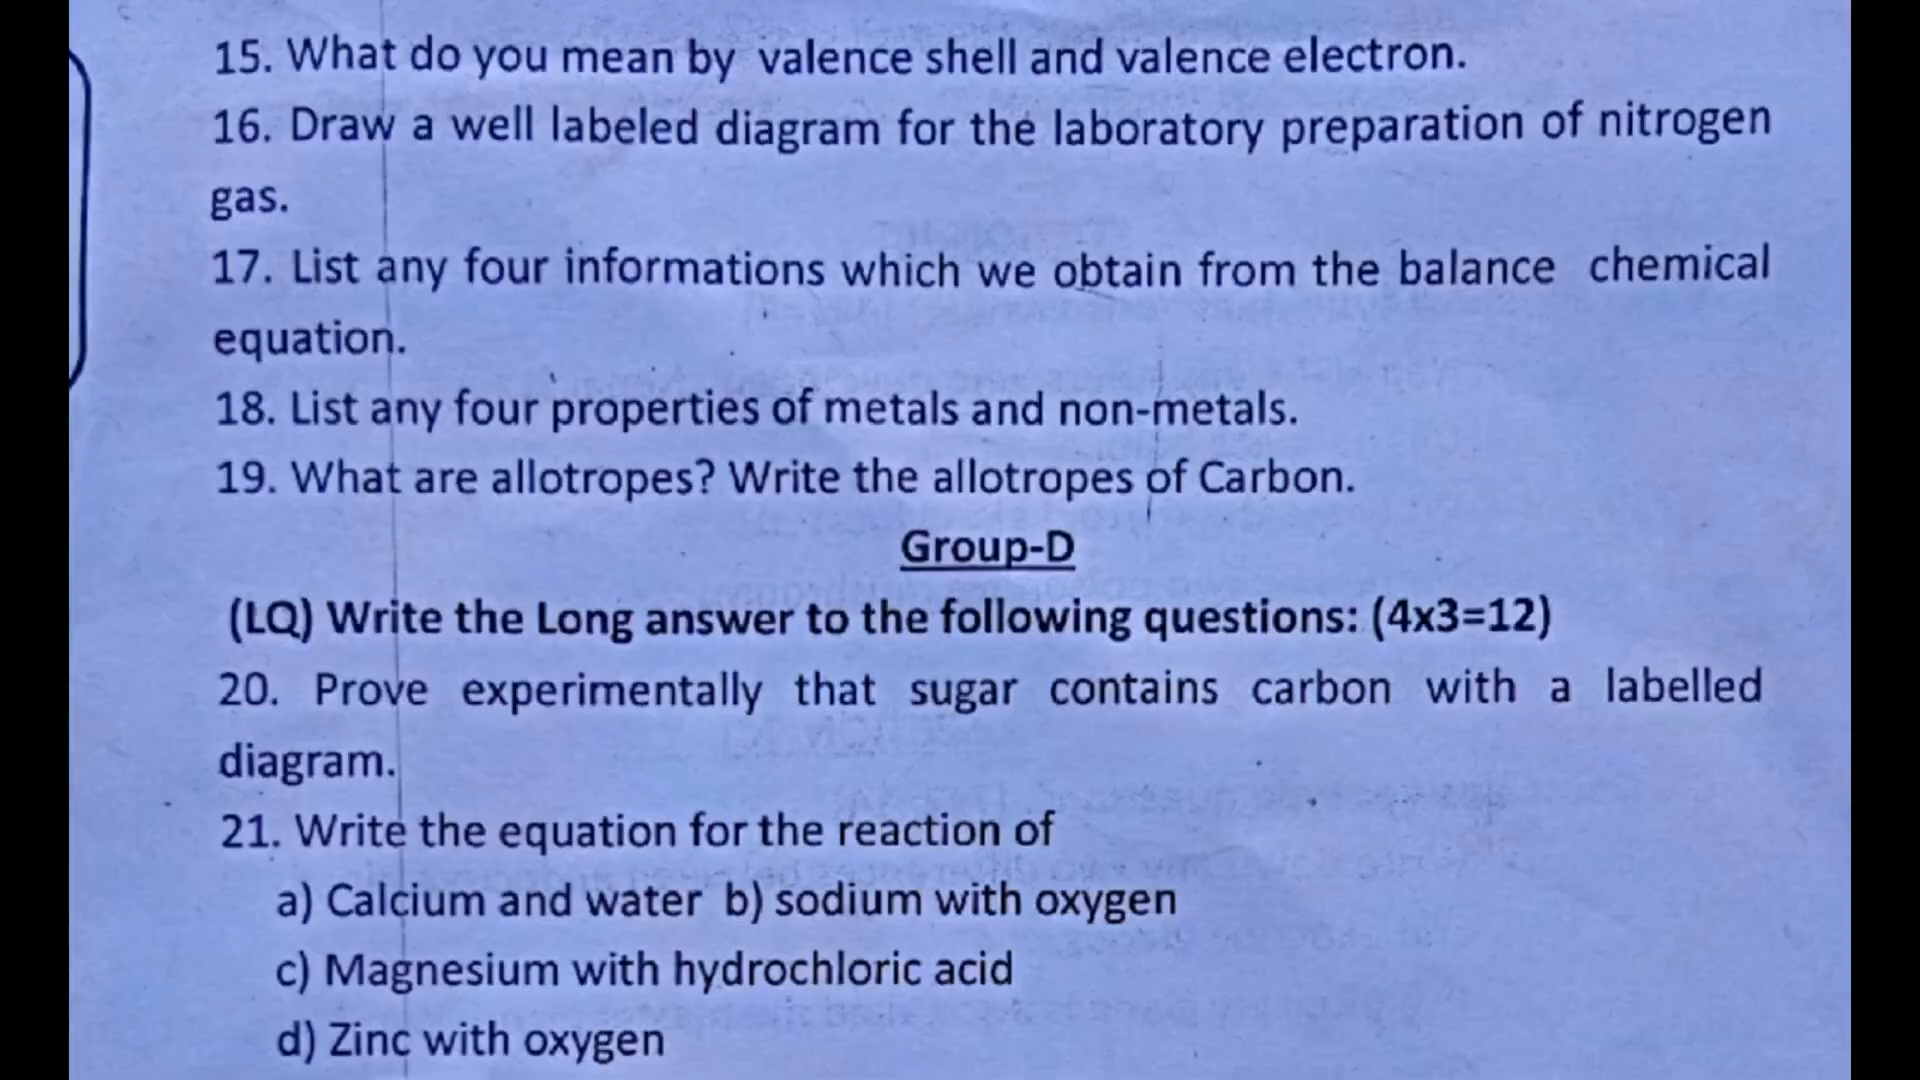 15. What do you mean by valence shell and valence electron.
16. Draw a well labeled diagram for the laboratory preparation of nitrogen
gas.
17. List any four informations which we obtain from the balance chemical
equation.
18. List any four properties of metals and non-metals.
19. What are allotropes? Write the allotropes of Carbon.
Group-D
(LQ) Write the Long answer to the following questions: (4x3=12)
20. Prove experimentally that sugar contains carbon with a labelled
diagram.
21. Write the equation for the reaction of
a) Calcium and water b) sodium with oxygen
c) Magnesium with hydrochloric acid
d) Zinc with oxygen